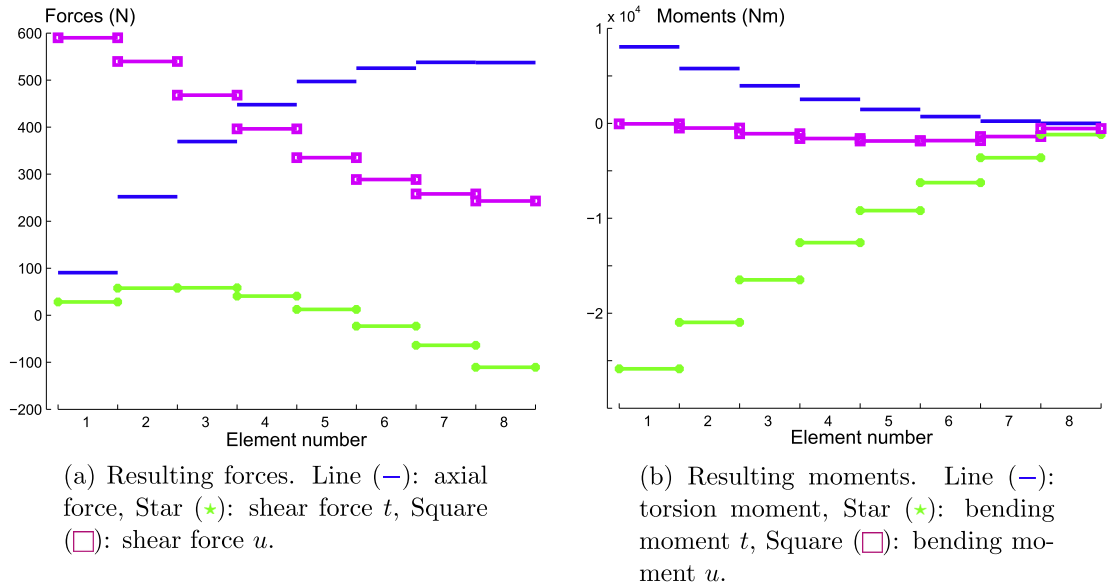 Forces (N)
600
500
400
300
200
100
0
−100
−200
1 2 3 4 5 6 7 8
Element number
(a) Resulting forces. Line (–): axial
force, Star (⋆): shear force t, Square
(□): shear force u.
x 10⁴ Moments (Nm)
1
0
−1
−2
1 2 3 4 5 6 7 8
Element number
(b) Resulting moments. Line (–):
torsion moment, Star (⋆): bending
moment t, Square (□): bending mo-
ment u.